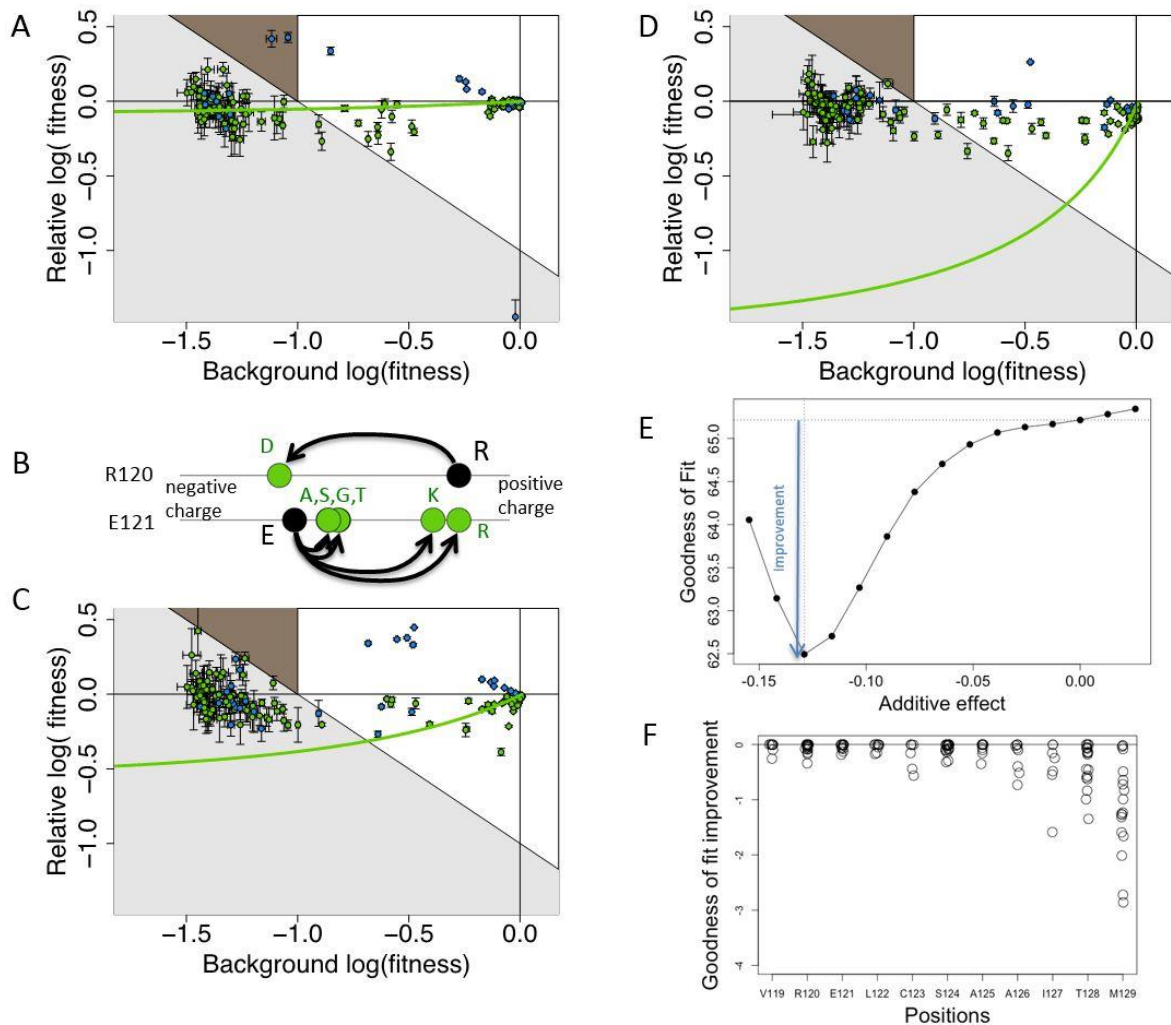 A
Relative log( fitness)
0.5
0.0
−0.5
−1.0
−1.5
−1.0
−0.5
0.0
Background log(fitness)
D
Relative log( fitness)
0.5
0.0
−0.5
−1.0
−1.5
−1.0
−0.5
0.0
Background log(fitness)
B
D
R
R120
negative
charge
positive
charge
A,S,G,T
K
E121
E
R
C
Relative log( fitness)
0.5
0.0
−0.5
−1.0
−1.5
−1.0
−0.5
0.0
Background log(fitness)
E
Goodness of Fit
65.0
64.5
64.0
63.5
63.0
62.5
Improvement
-0.15
-0.10
-0.05
0.00
Additive effect
F
Goodness of fit improvement
0
-1
-2
-3
-4
V119 R120 E121 L122 C123 S124 A125 A126 I127 T128 M129
Positions